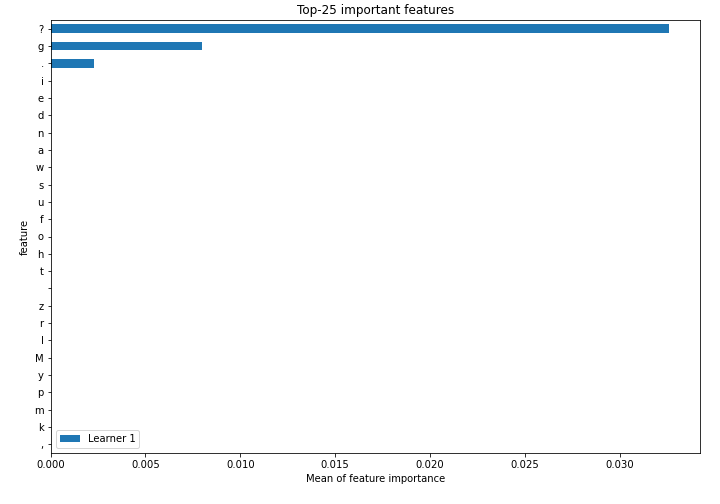 Top-25 important features
?
g
.
i
e
d
n
a
w
s
u
f
o
h
t
z
r
l
M
y
p
m
k
,
feature
Learner 1
0.000 0.005 0.010 0.015 0.020 0.025 0.030
Mean of feature importance